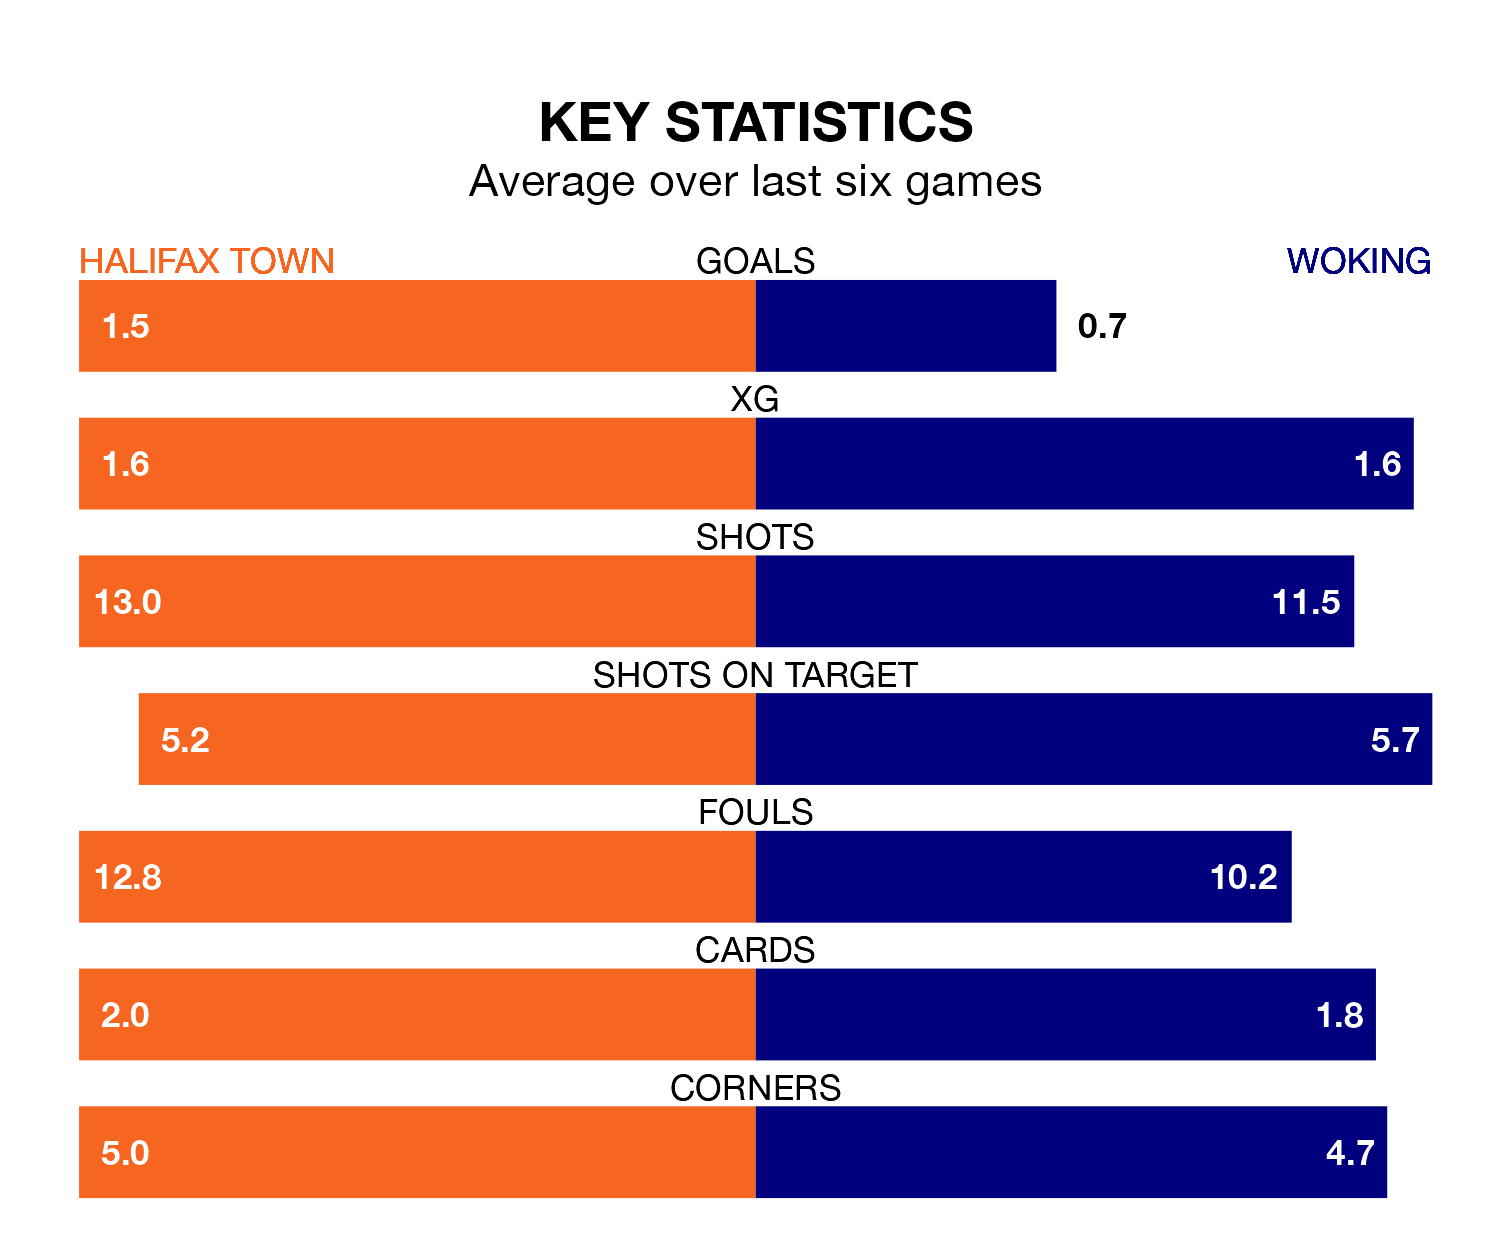 KEY STATISTICS
Average over last six games
HALIFAX TOWN GOALS WOKING
1.5 0.7
XG
1.6 1.6
SHOTS
13.0 11.5
SHOTS ON TARGET
5.2 5.7
FOULS
12.8 10.2
CARDS
2.0 1.8
CORNERS
5.0 4.7